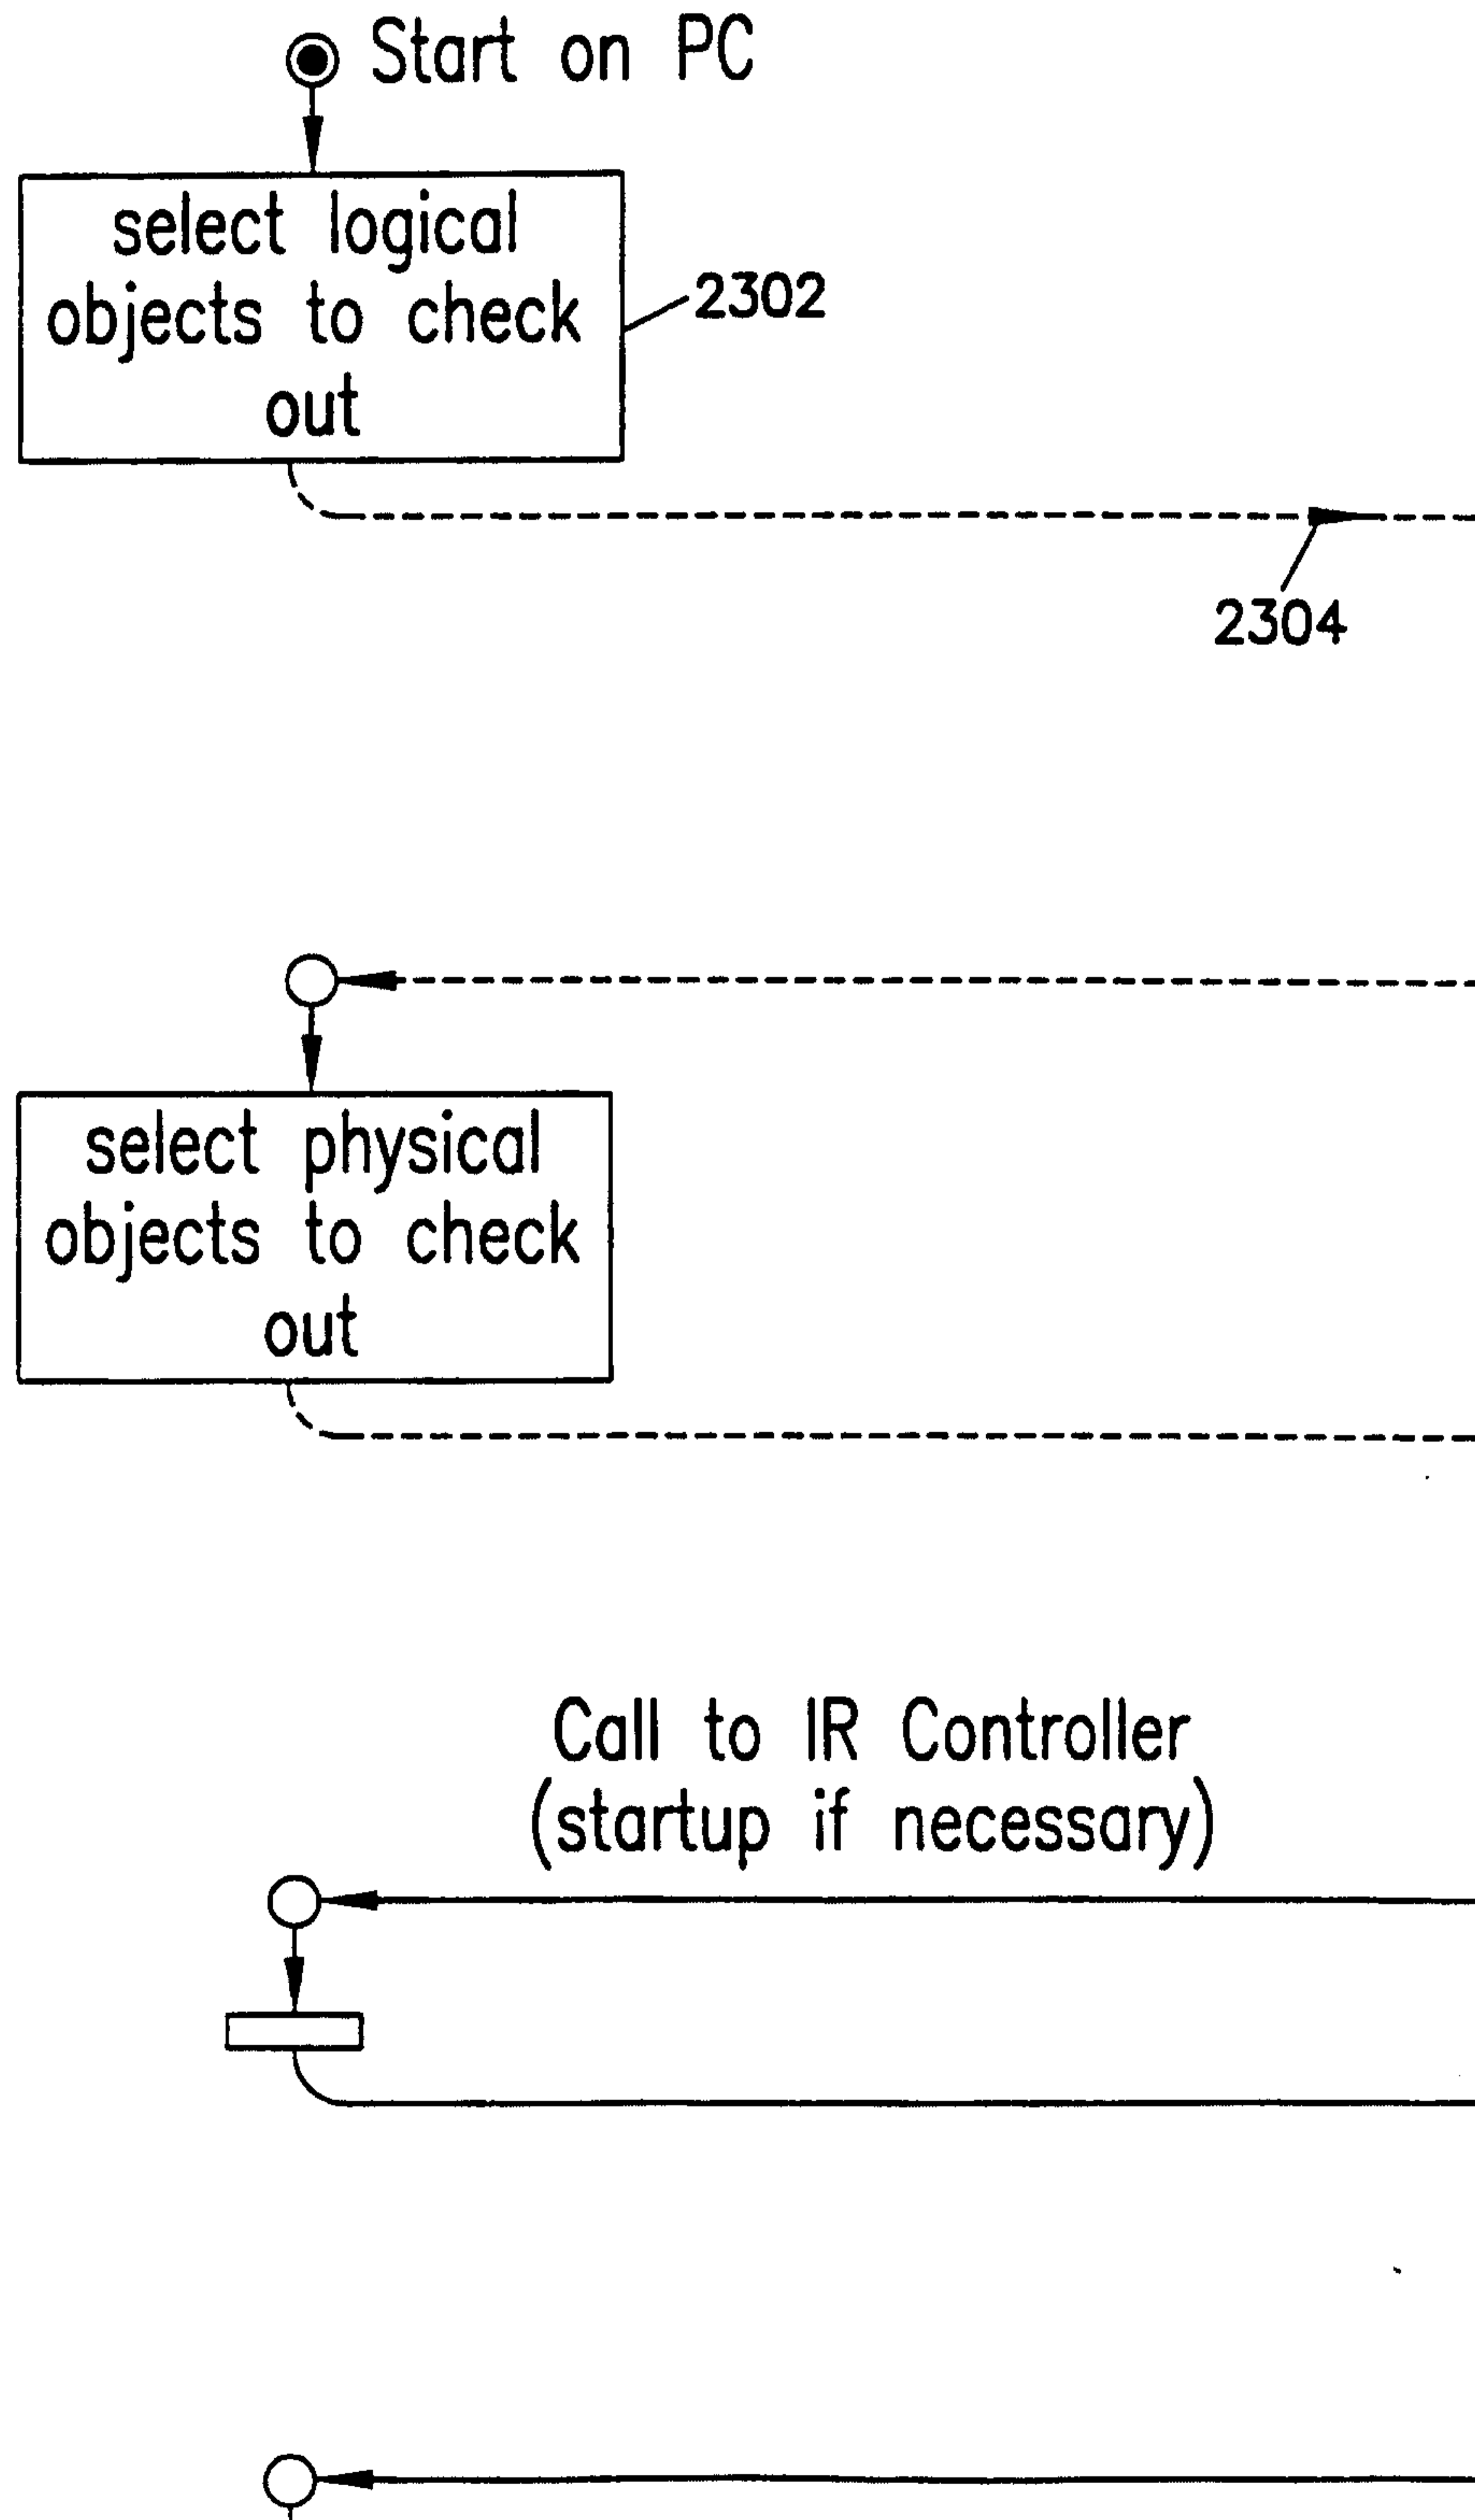 Start on PC
select logical
objects to check
out
2302
2304
select physical
objects to check
out
Call to IR Controller
(startup if necessary)